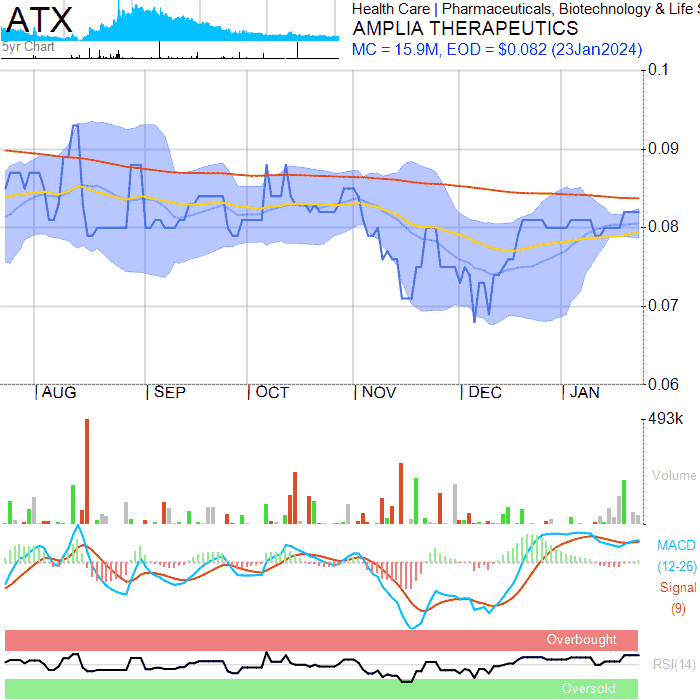 ATX
5yr Chart
Health Care | Pharmaceuticals, Biotechnology & Life S
AMPLIA THERAPEUTICS
MC = 15.9M, EOD = $0.082 (23Jan2024)
0.1
0.09
0.08
0.07
0.06
AUG
SEP
OCT
NOV
DEC
JAN
493k
Volume
MACD
(12-26)
Signal
(9)
Overbought
RSI(14)
Oversold